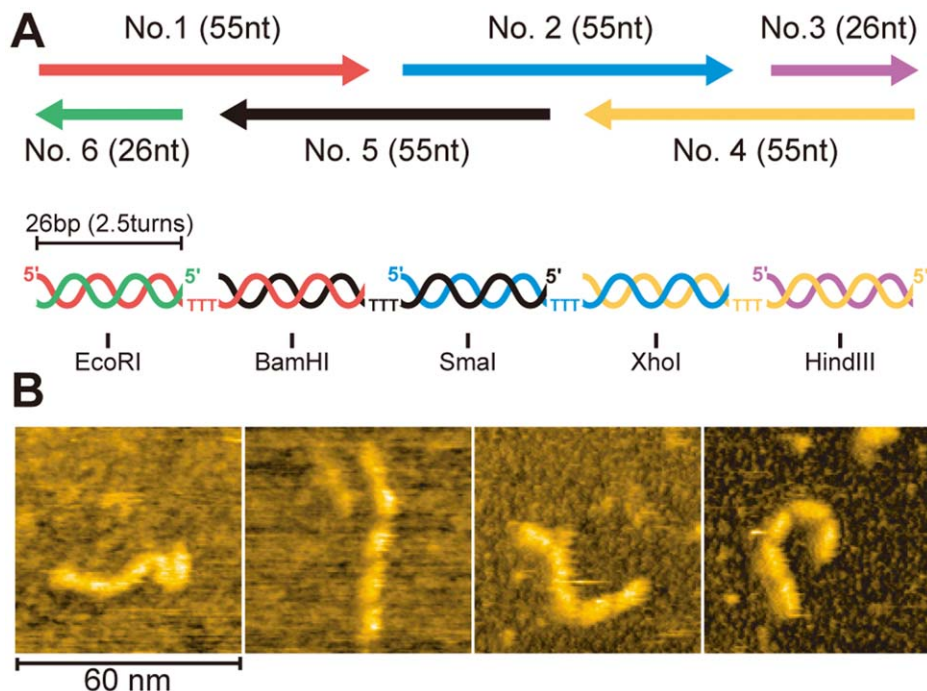 A
No.1 (55nt) No. 2 (55nt) No.3 (26nt)
No. 6 (26nt) No. 5 (55nt) No. 4 (55nt)
26bp (2.5turns)
5' 5' 5' 5' 5' 5'
TTT TTT TTT TTT
EcoRI BamHI SmaI XhoI HindIII
B
60 nm